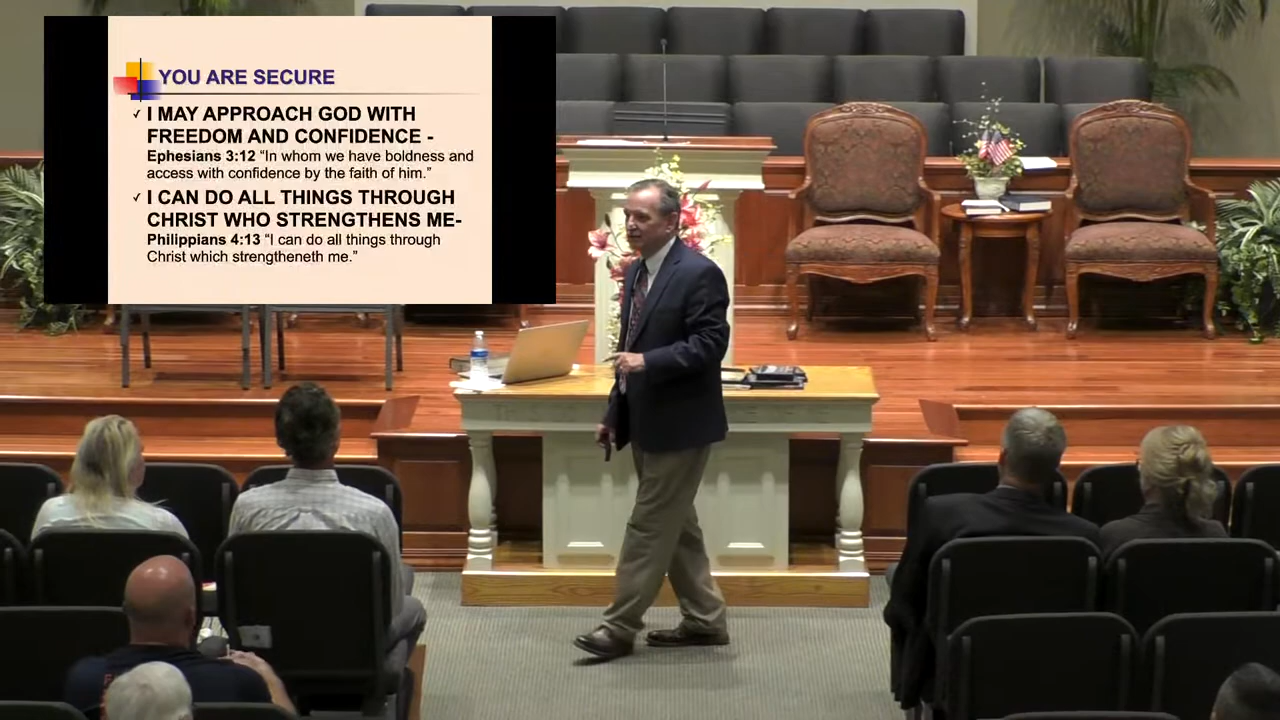 YOU ARE SECURE
✓ I MAY APPROACH GOD WITH
FREEDOM AND CONFIDENCE -
Ephesians 3:12 “In whom we have boldness and
access with confidence by the faith of him.”
✓ I CAN DO ALL THINGS THROUGH
CHRIST WHO STRENGTHENS ME-
Philippians 4:13 “I can do all things through
Christ which strengtheneth me.”